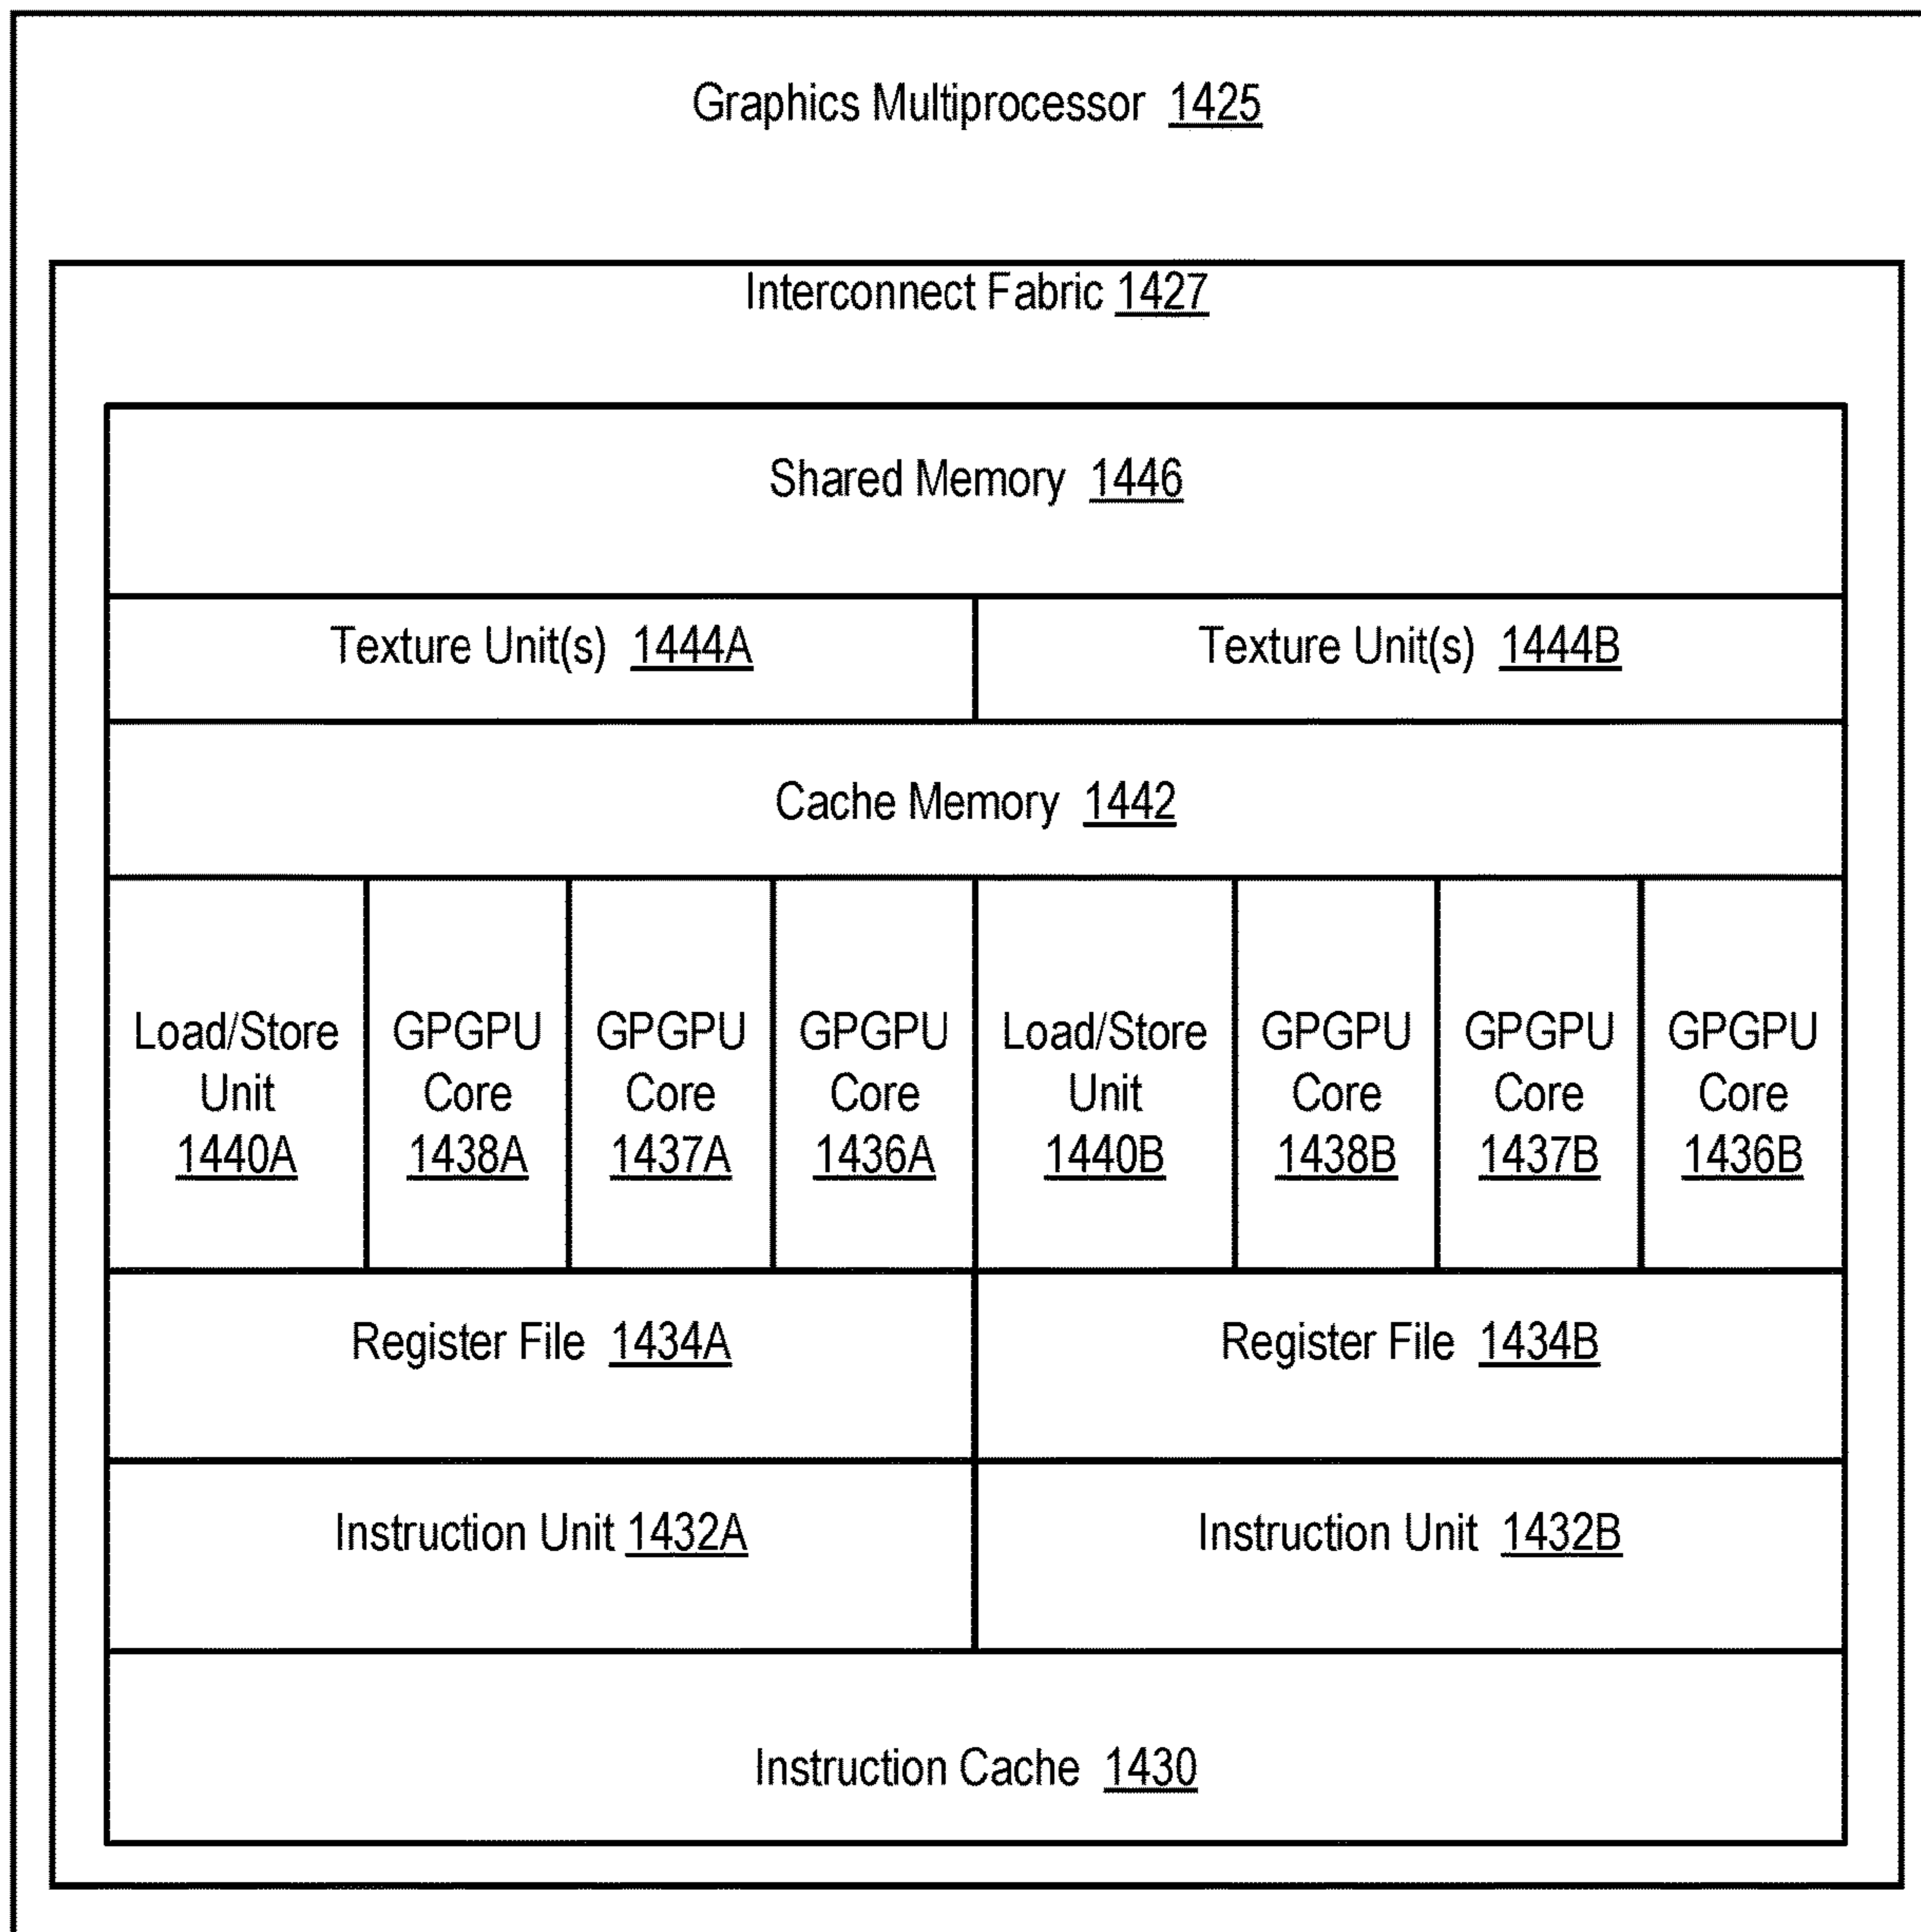 Graphics Multiprocessor 1425
Interconnect Fabric 1427
Shared Memory 1446
Texture Unit(s) 1444A
Texture Unit(s) 1444B
Cache Memory 1442
Load/Store
Unit
1440A
GPGPU
Core
1438A
GPGPU
Core
1437A
GPGPU
Core
1436A
Load/Store
Unit
1440B
GPGPU
Core
1438B
GPGPU
Core
1437B
GPGPU
Core
1436B
Register File 1434A
Register File 1434B
Instruction Unit 1432A
Instruction Unit 1432B
Instruction Cache 1430